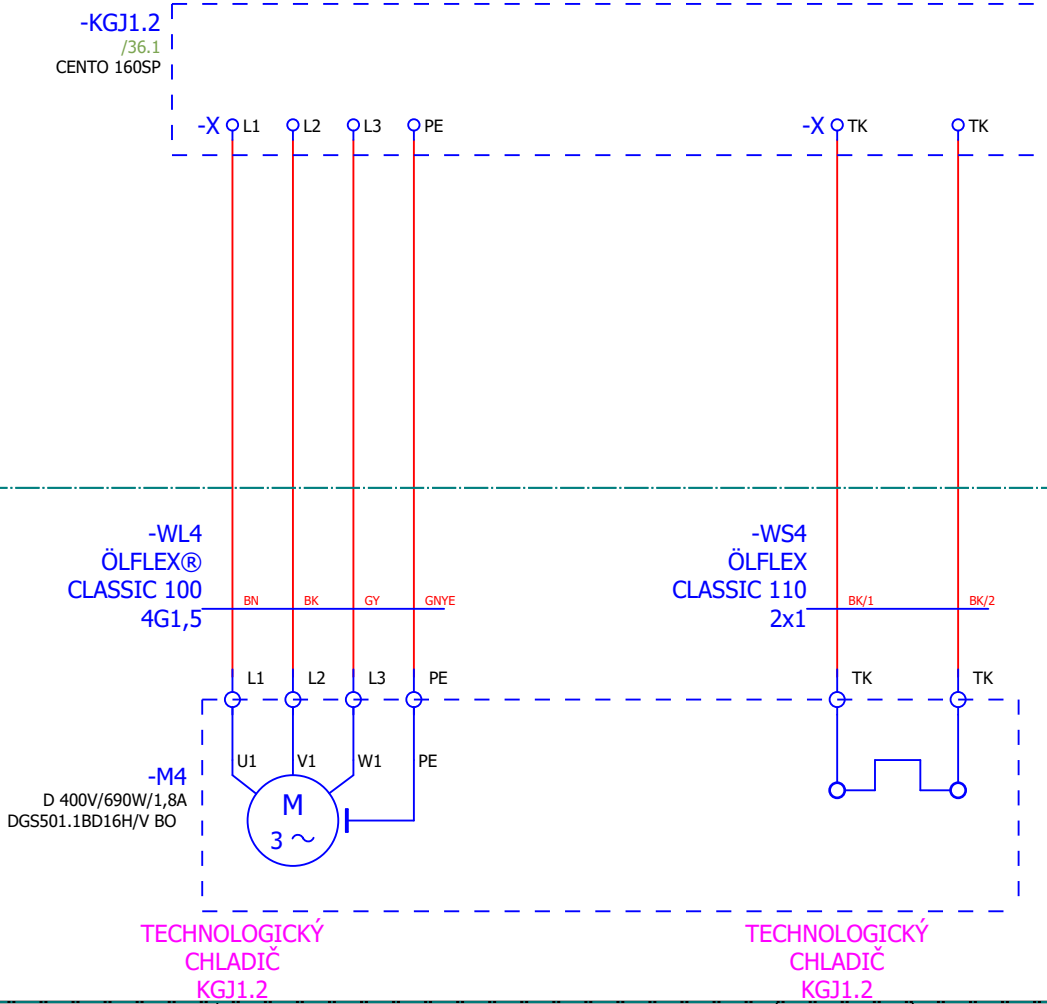 -KGJ1.2
/36.1
CENTO 160SP
-X L1 L2 L3 PE -X TK TK
-WL4
ÖLFLEX®
CLASSIC 100
4G1,5
BN BK GY GNYE
-WS4
ÖLFLEX
CLASSIC 110
2x1
BK/1 BK/2
L1 L2 L3 PE TK TK
U1 V1 W1 PE
-M4
D 400V/690W/1,8A
DGS501.1BD16H/V BO
M
3 ~
TECHNOLOGICKÝ
CHLADIČ
KGJ1.2
TECHNOLOGICKÝ
CHLADIČ
KGJ1.2